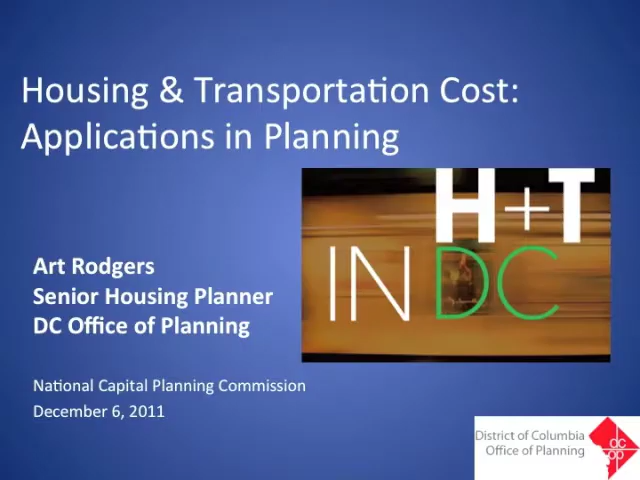 Housing & Transportation Cost:
Applications in Planning
H+T
IN DC
Art Rodgers
Senior Housing Planner
DC Office of Planning
National Capital Planning Commission
December 6, 2011
District of Columbia
Office of Planning
dc
op